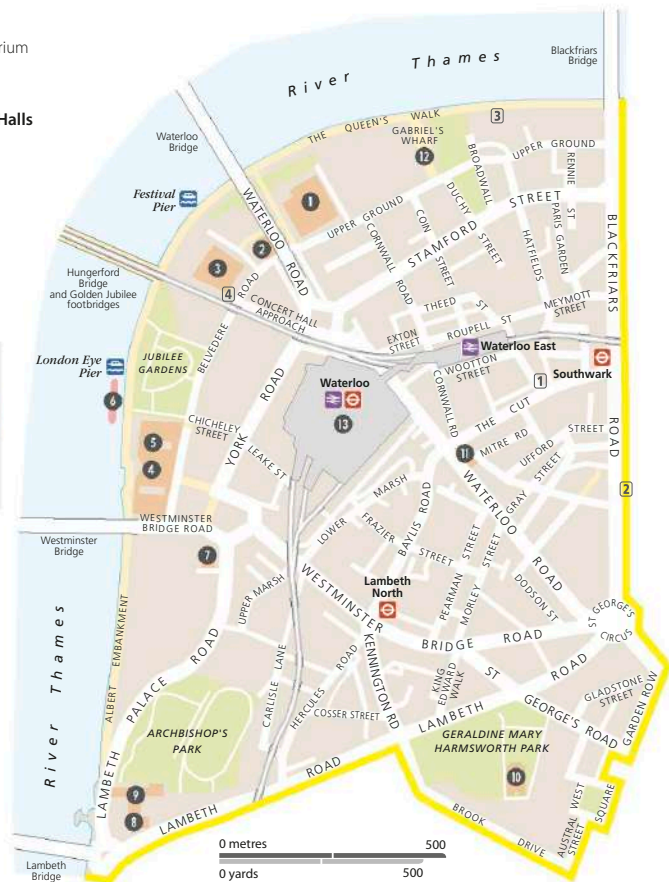 rium
Halls
River Thames
Blackfriars
Bridge
THE QUEEN'S WALK
3
GABRIEL'S
WHARF
12
Waterloo
Bridge
Festival
Pier
1
2
3
4
WATERLOO ROAD
UPPER GROUND
BROADWALL
UPPER GROUND
RENNIE ST
DUCHY STREET
COIN STREET
CORNWALL ROAD
STAMFORD STREET
HATFIELDS
PARIS GARDEN
BLACKFRIARS ROAD
Hungerford
Bridge
and Golden Jubilee
footbridges
CONCERT HALL
APPROACH
BELVEDERE ROAD
THEED ST
MEYMOTT
STREET
EXTON
STREET
ROUPELL ST
Waterloo East
WOOTTON
STREET
Southwark
1
London Eye
Pier
6
JUBILEE
GARDENS
YORK ROAD
Waterloo
13
CORNWALL RD
THE CUT
MITRE RD
UFFORD STREET
STREET
CHICHELEY
STREET
LEAKE ST
5
4
11
WATERLOO ROAD
GRAY STREET
2
LOWER MARSH
FRAZIER STREET
BAYLIS ROAD
WESTMINSTER
BRIDGE ROAD
Westminster
Bridge
7
UPPER MARSH
WESTMINSTER BRIDGE ROAD
Lambeth
North
PEARMAN STREET
MORLEY STREET
DODSON ST
ST GEORGE'S
CIRCUS
River Thames
ALBERT EMBANKMENT
LAMBETH PALACE ROAD
CARLISLE LANE
HERCULES ROAD
COSSER STREET
KENNINGTON RD
KING
EDWARD
WALK
ST GEORGE'S ROAD
LAMBETH ROAD
GLADSTONE
STREET
GARDEN ROW
ARCHBISHOP'S
PARK
GERALDINE MARY
HARMSWORTH PARK
10
9
8
LAMBETH ROAD
BROOK DRIVE
AUSTRAL
STREET
WEST SQUARE
Lambeth
Bridge
0 metres 500
0 yards 500